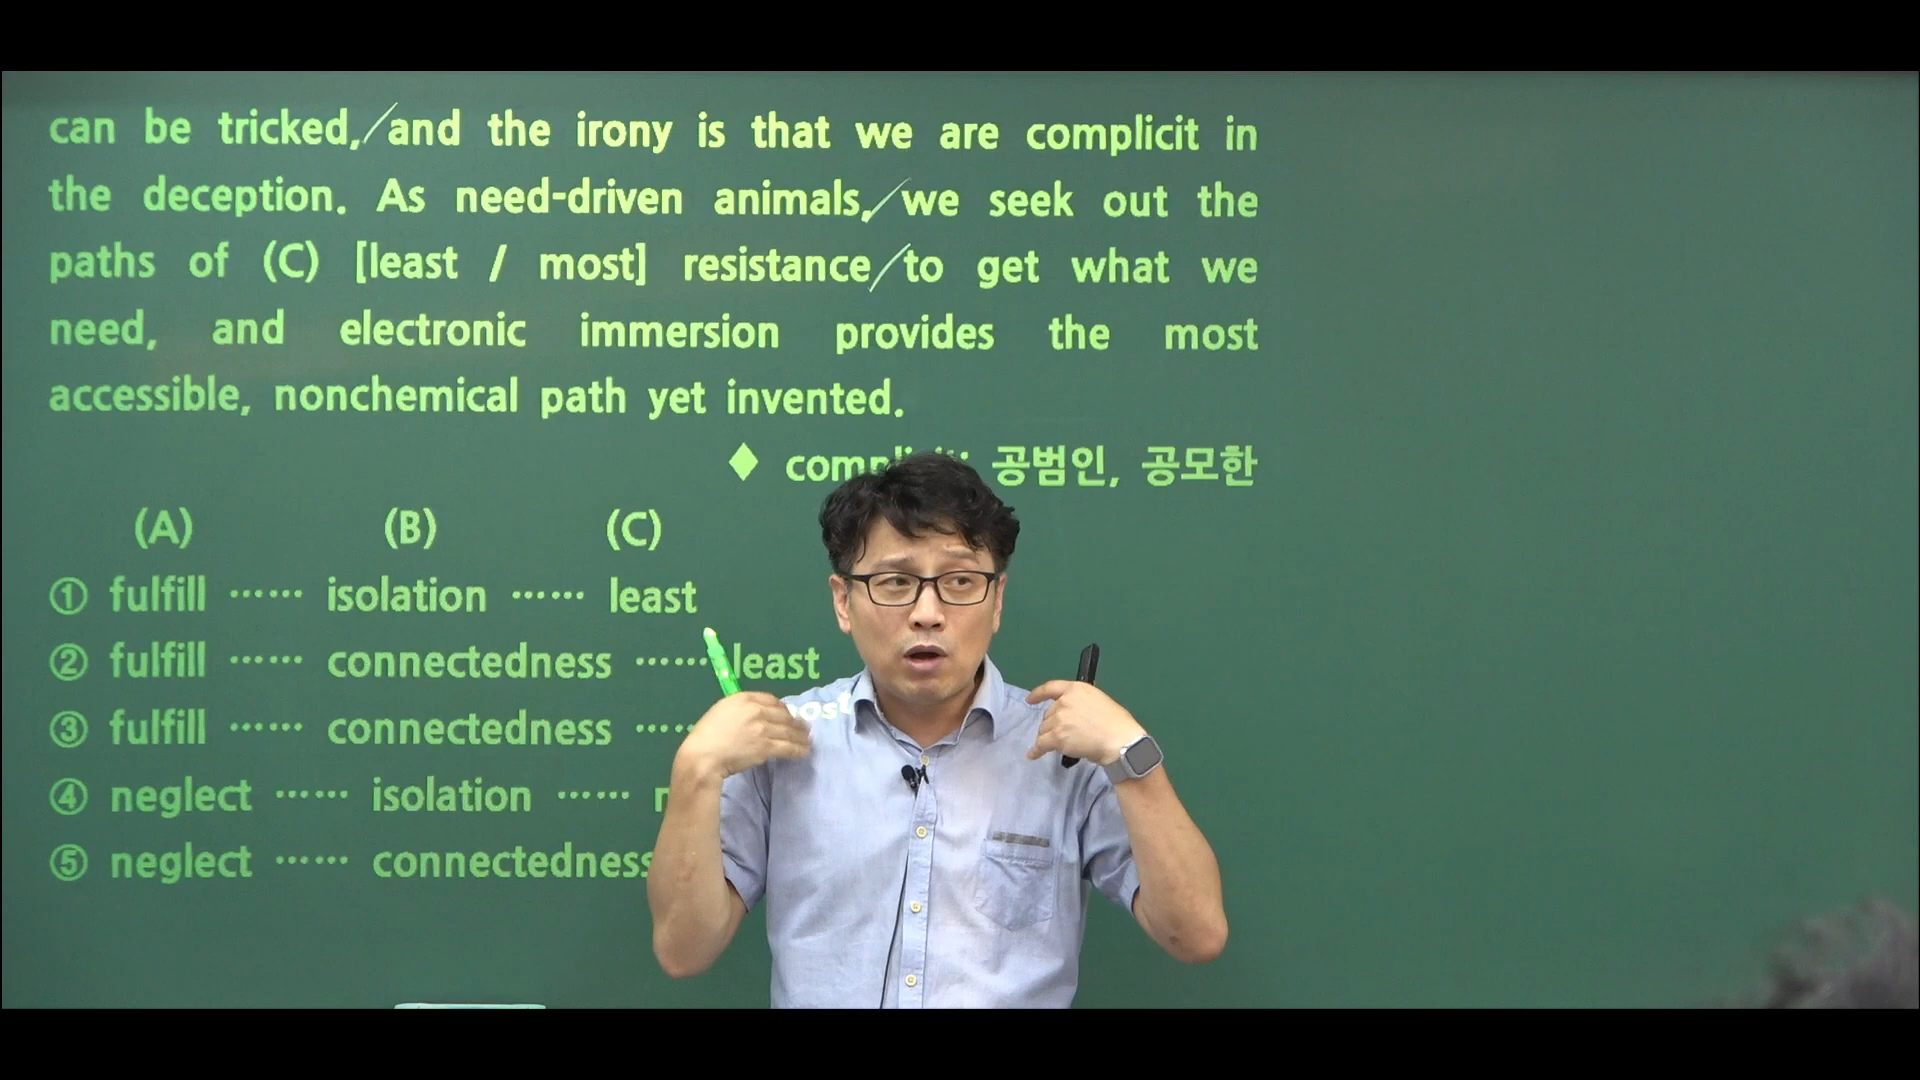 can be tricked, and the irony is that we are complicit in
the deception. As need-driven animals, we seek out the
paths of (C) [least / most] resistance to get what we
need, and electronic immersion provides the most
accessible, nonchemical path yet invented.
◆ 공범인, 공모한
(A) (B) (C)
① fulfill …… isolation …… least
② fulfill …… connectedness …… least
③ fulfill …… connectedness ……
④ neglect …… isolation ……
⑤ neglect …… connectedness